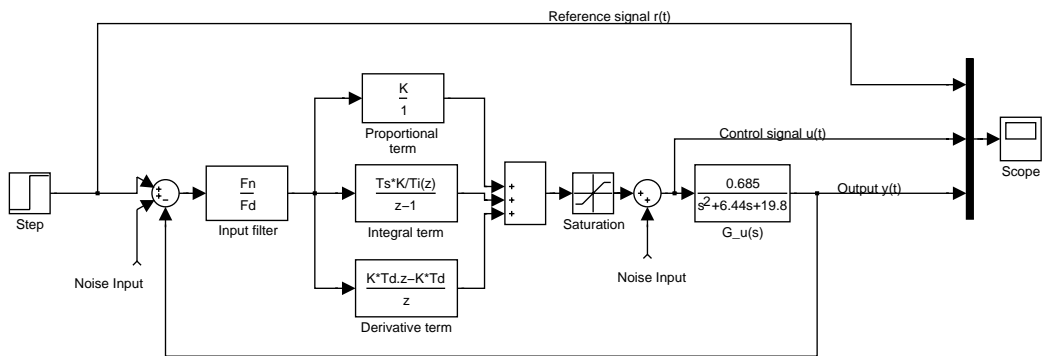 Reference signal r(t)
K
1
Proportional
term
Control signal u(t)
Scope
Step
+
+
−
Fn
Fd
Input filter
Ts*K/Ti(z)
z−1
Integral term
+
+
+
Saturation
+
+
0.685
s2+6.44s+19.8
G_u(s)
Output y(t)
Noise Input
K*Td.z−K*Td
z
Derivative term
Noise Input